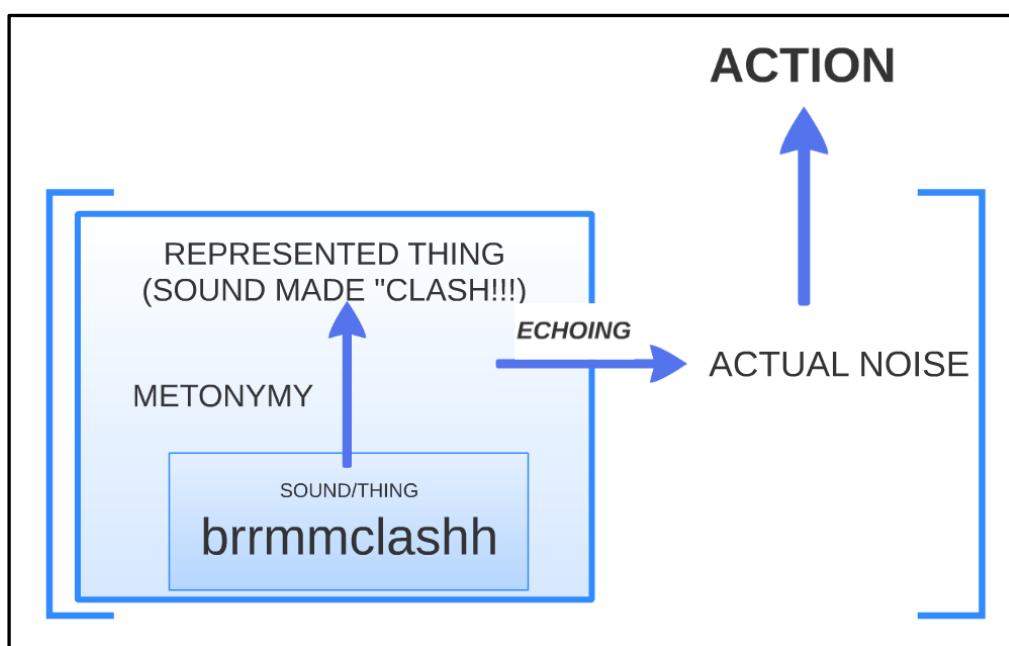 ACTION
REPRESENTED THING
(SOUND MADE "CLASH!!!)
ECHOING
ACTUAL NOISE
METONYMY
SOUND/THING
brrmmclashh